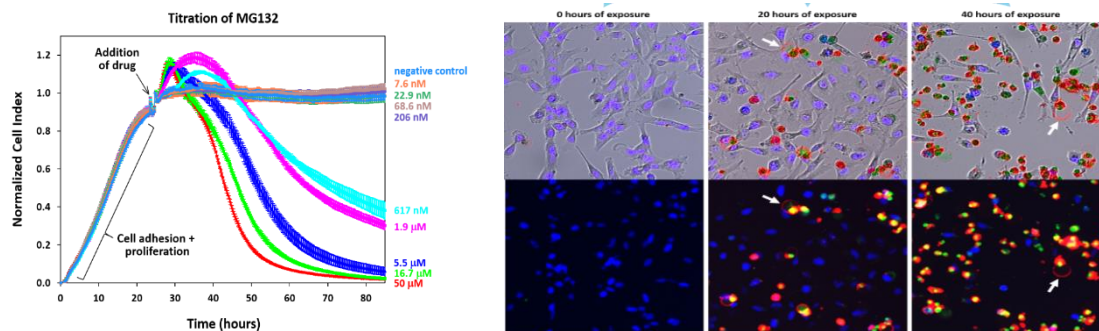 Titration of MG132
Normalized Cell Index
1.2
1.0
0.8
0.6
0.4
0.2
0.0
Addition
of drug
Cell adhesion +
proliferation
0 10 20 30 40 50 60 70 80
Time (hours)
negative control
7.6 nM
22.9 nM
68.6 nM
206 nM
617 nM
1.9 µM
5.5 µM
16.7 µM
50 µM
0 hours of exposure
20 hours of exposure
40 hours of exposure